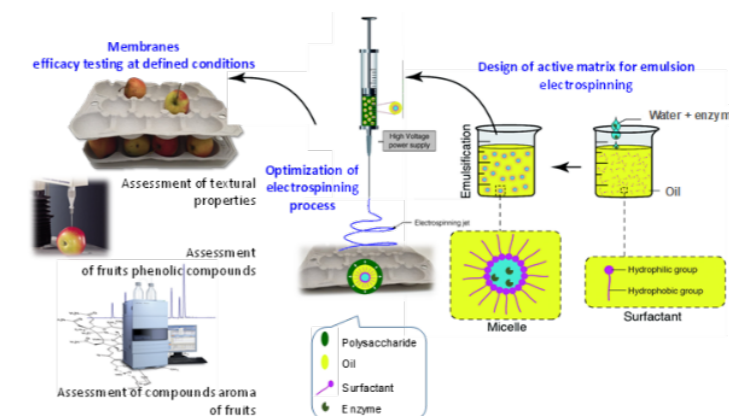 Membranes
efficacy testing at defined conditions
Design of active matrix for emulsion
electrospinning
Water + enzym
High Voltage
power supply
Emulsification
Optimization of
electrospinning
process
Oil
Assessment of textural
properties
Electrospinning jet
Assessment
of fruits phenolic compounds
Hydrophilic group
Hydrophobic group
Micelle
Surfactant
Polysaccharide
Oil
Surfactant
Enzyme
Assessment of compounds aroma
of fruits